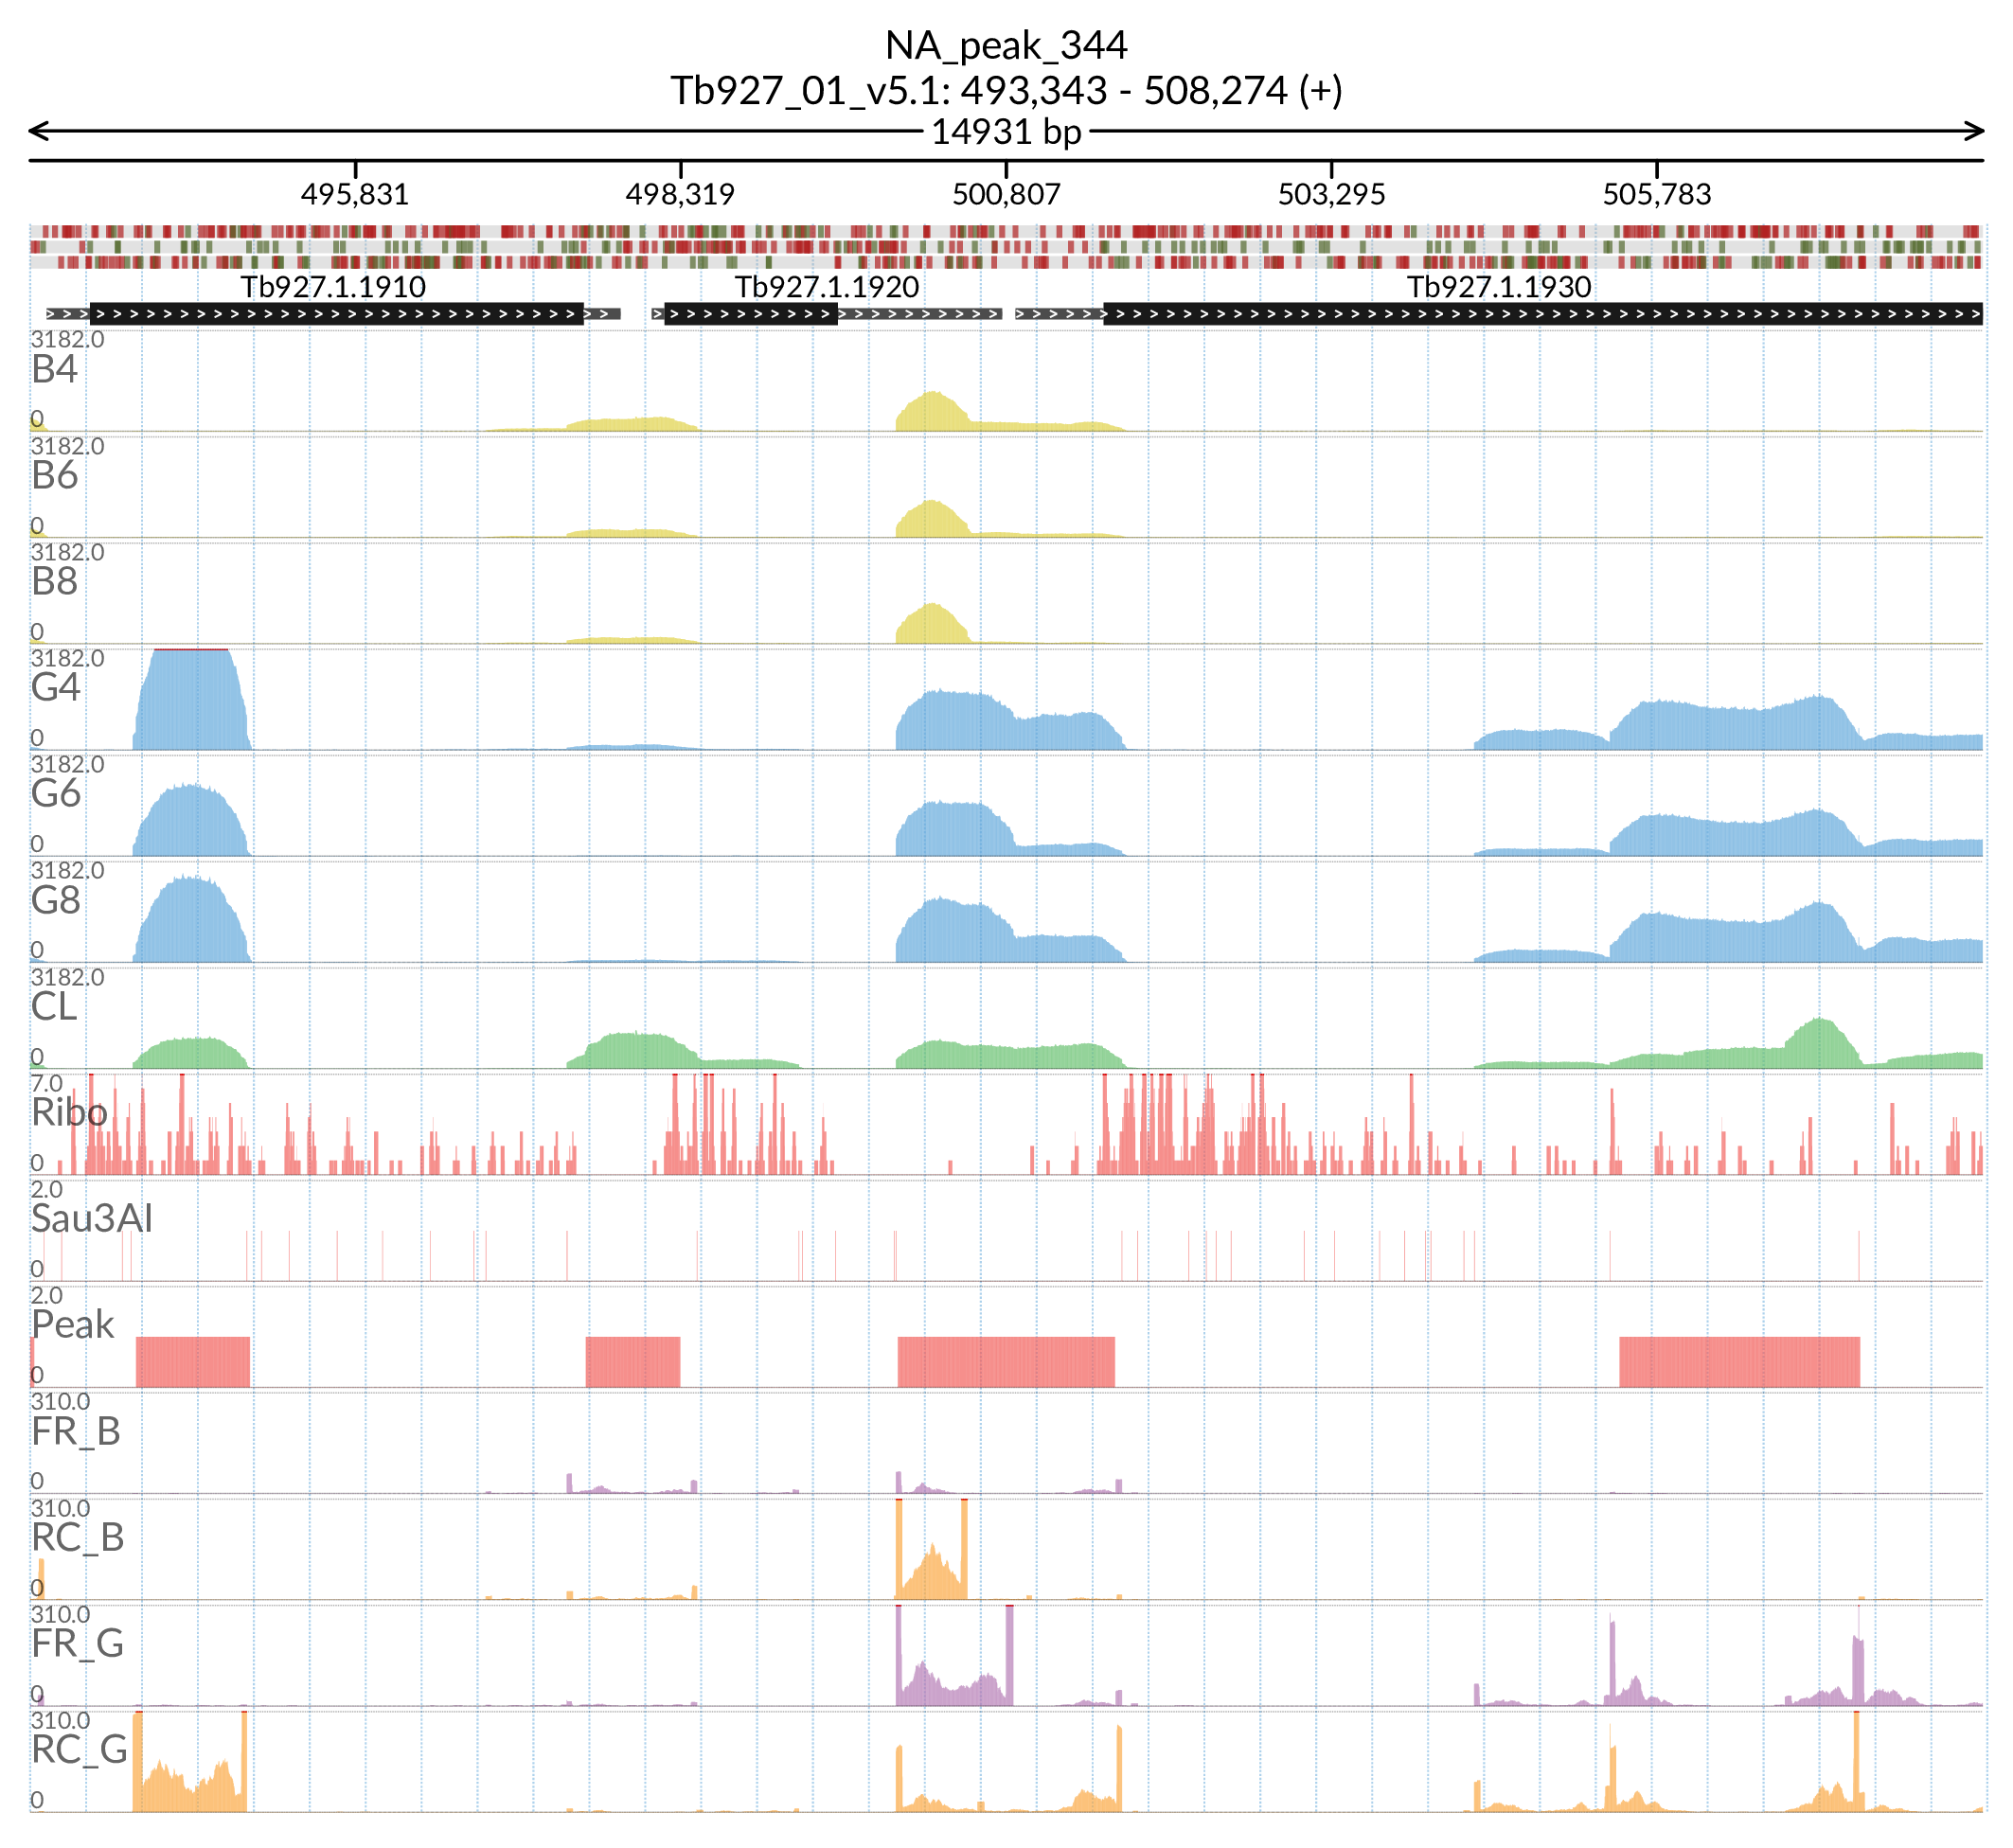 NA_peak_344
Tb927_01_v5.1: 493,343 - 508,274 (+)
14931 bp
495,831 498,319 500,807 503,295 505,783
Tb927.1.1910 Tb927.1.1920 Tb927.1.1930
3182.0
B4
0
3182.0
B6
0
3182.0
B8
0
3182.0
G4
0
3182.0
G6
0
3182.0
G8
0
3182.0
CL
0
7.0
Ribo
0
2.0
Sau3AI
0
2.0
Peak
0
310.0
FR_B
0
310.0
RC_B
0
310.0
FR_G
0
310.0
RC_G
0